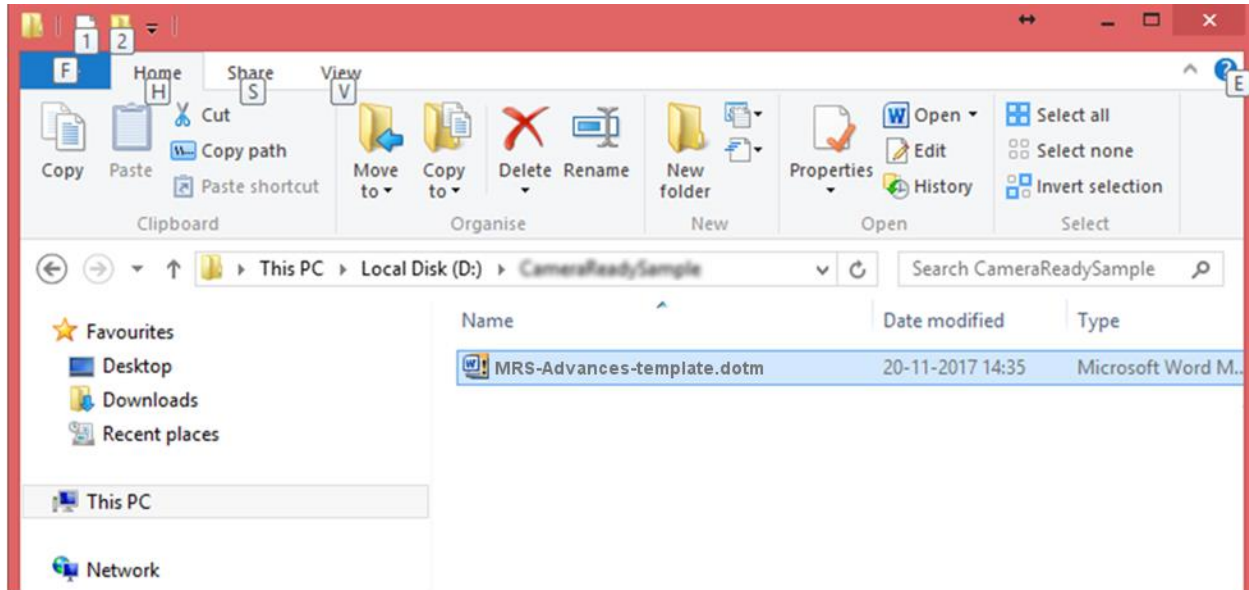 1 2
F Home H Share S View V E
Copy Paste Cut
Copy path
Paste shortcut
Move to Copy to Delete Rename
New folder
Properties Open
Edit
History
Select all
Select none
Invert selection
Clipboard Organise New Open Select
This PC Local Disk (D:) CameraReadySample Search CameraReadySample
Name Date modified Type
Favourites
MRS-Advances-template.dotm 20-11-2017 14:35 Microsoft Word M...
Desktop
Downloads
Recent places
This PC
Network